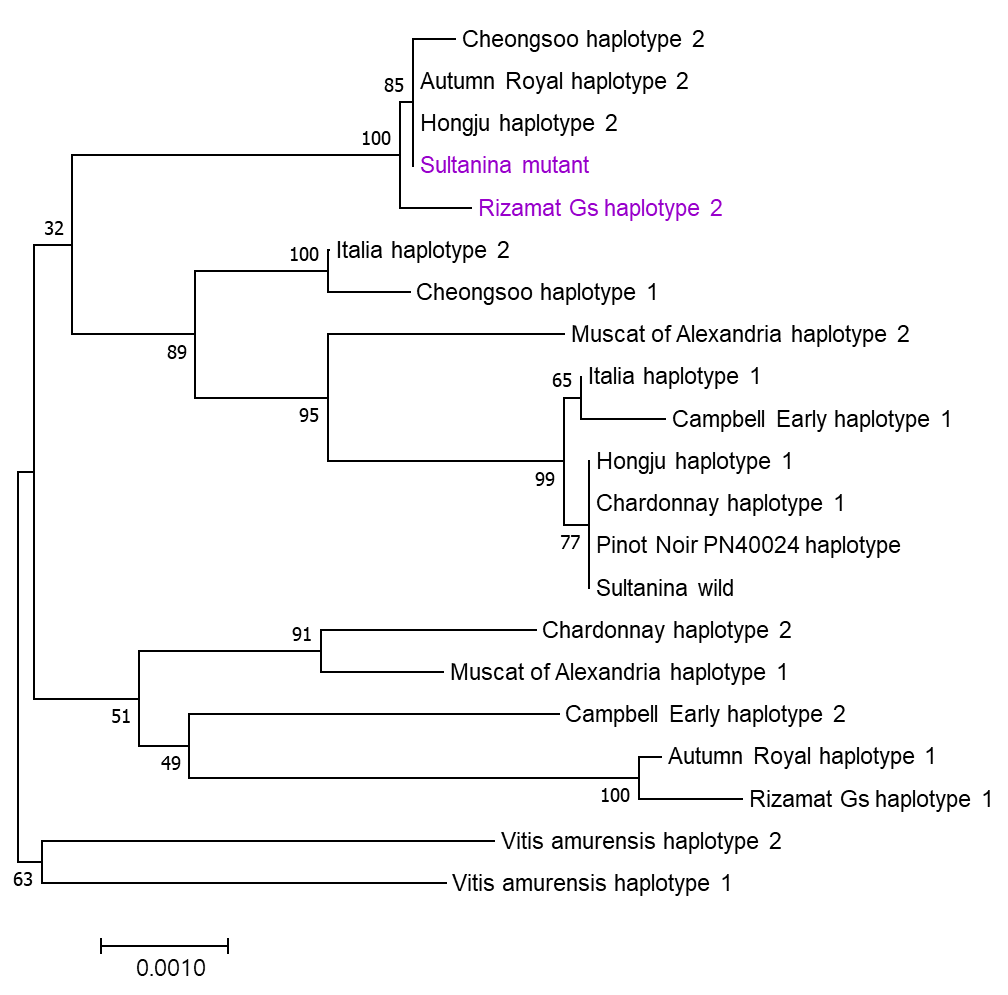 Cheongsoo haplotype 2
85
Autumn Royal haplotype 2
Hongju haplotype 2
100
Sultanina mutant
Rizamat Gs haplotype 2
32
Italia haplotype 2
100
Cheongsoo haplotype 1
Muscat of Alexandria haplotype 2
89
Italia haplotype 1
65
95
Campbell Early haplotype 1
Hongju haplotype 1
99
Chardonnay haplotype 1
77
Pinot Noir PN40024 haplotype
Sultanina wild
Chardonnay haplotype 2
91
Muscat of Alexandria haplotype 1
51
Campbell Early haplotype 2
49
Autumn Royal haplotype 1
100
Rizamat Gs haplotype 1
Vitis amurensis haplotype 2
63
Vitis amurensis haplotype 1
0.0010